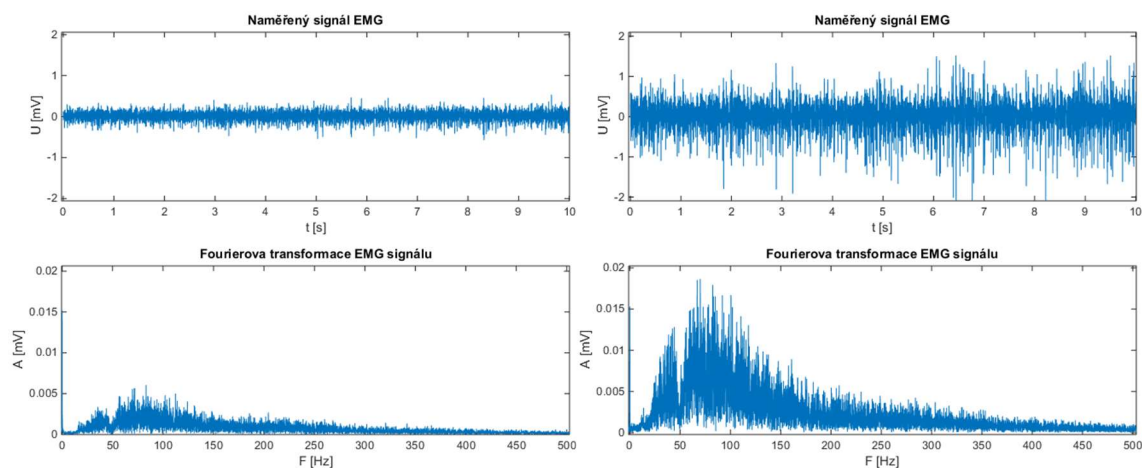 Naměřený signál EMG
2
1
0
-1
-2
U [mV]
0 1 2 3 4 5 6 7 8 9 10
t [s]
Naměřený signál EMG
2
1
0
-1
-2
U [mV]
0 1 2 3 4 5 6 7 8 9 10
t [s]
Fourierova transformace EMG signálu
0.02
0.015
0.01
0.005
0
A [mV]
0 50 100 150 200 250 300 350 400 450 500
F [Hz]
Fourierova transformace EMG signálu
0.02
0.015
0.01
0.005
0
A [mV]
0 50 100 150 200 250 300 350 400 450 500
F [Hz]